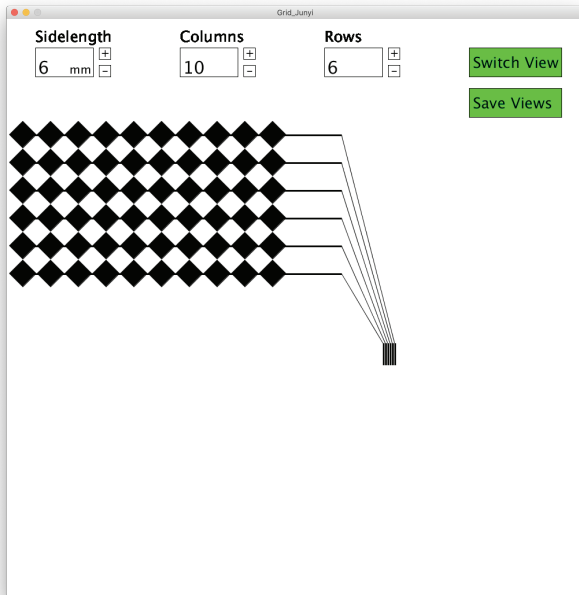 Grid_Junyi
Sidelength Columns Rows
6 mm + - 10 + - 6 + -
Switch View
Save Views